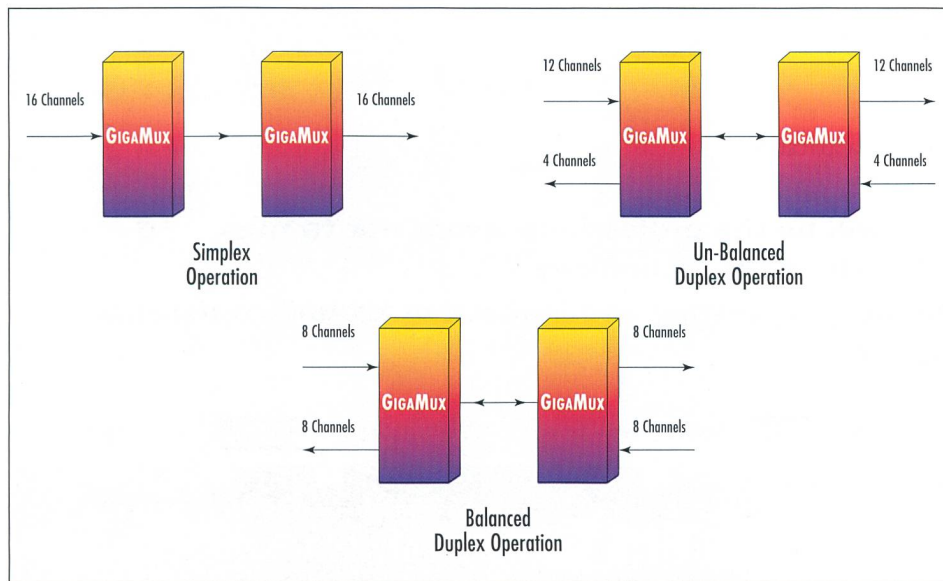 16 Channels
GIGAMUX
GIGAMUX
16 Channels
Simplex
Operation
12 Channels
4 Channels
GIGAMUX
GIGAMUX
12 Channels
4 Channels
Un-Balanced
Duplex Operation
8 Channels
8 Channels
GIGAMUX
GIGAMUX
8 Channels
8 Channels
Balanced
Duplex Operation